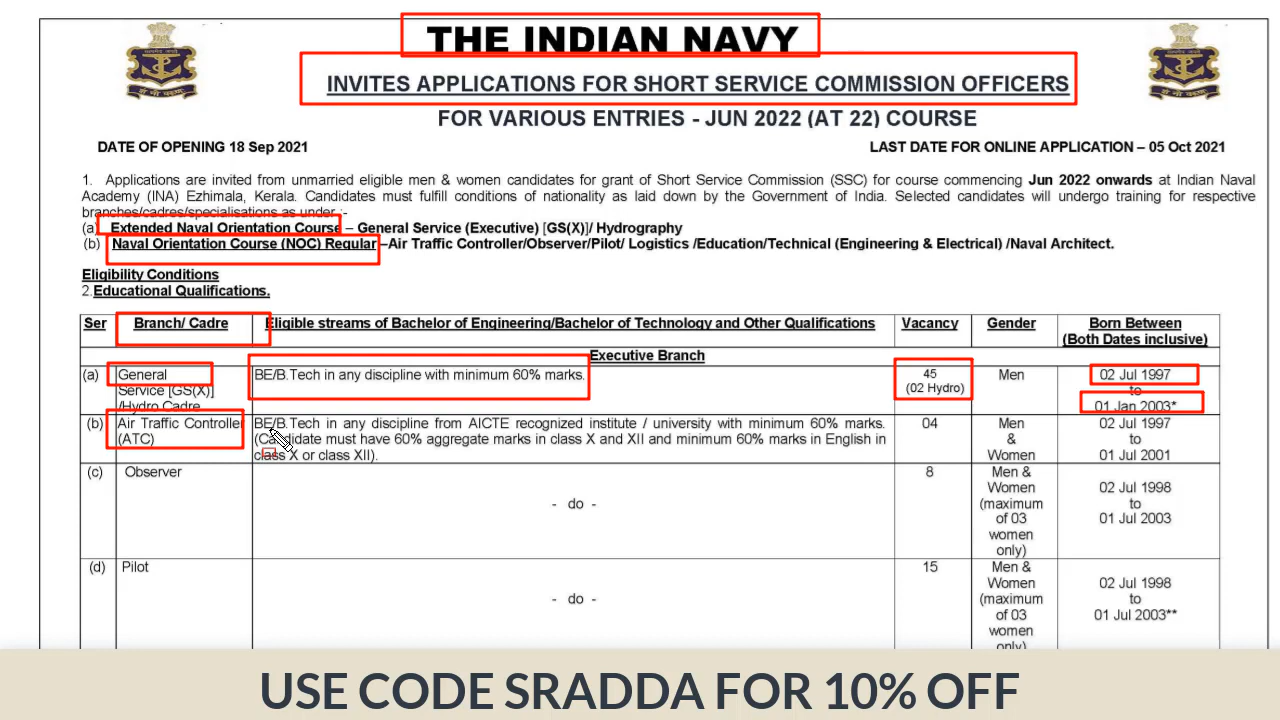 THE INDIAN NAVY
INVITES APPLICATIONS FOR SHORT SERVICE COMMISSION OFFICERS
FOR VARIOUS ENTRIES - JUN 2022 (AT 22) COURSE
DATE OF OPENING 18 Sep 2021 LAST DATE FOR ONLINE APPLICATION – 05 Oct 2021
1. Applications are invited from unmarried eligible men & women candidates for grant of Short Service Commission (SSC) for course commencing Jun 2022 onwards at Indian Naval
Academy (INA) Ezhimala, Kerala. Candidates must fulfill conditions of nationality as laid down by the Government of India. Selected candidates will undergo training for respective
branches/cadres/specialisations as under :-
(a) Extended Naval Orientation Course – General Service (Executive) [GS(X)]/ Hydrography
(b) Naval Orientation Course (NOC) Regular –Air Traffic Controller/Observer/Pilot/ Logistics /Education/Technical (Engineering & Electrical) /Naval Architect.
Eligibility Conditions
2.Educational Qualifications.
Ser Branch/ Cadre Eligible streams of Bachelor of Engineering/Bachelor of Technology and Other Qualifications Vacancy Gender Born Between
(Both Dates inclusive)
Executive Branch
(a) General BE/B.Tech in any discipline with minimum 60% marks. 45 Men 02 Jul 1997
Service [GS(X)] (02 Hydro) to
/Hydro Cadre 01 Jan 2003*
(b) Air Traffic Controller BE/B.Tech in any discipline from AICTE recognized institute / university with minimum 60% marks. 04 Men 02 Jul 1997
(ATC) (Candidate must have 60% aggregate marks in class X and XII and minimum 60% marks in English in & to
class X or class XII). Women 01 Jul 2001
(c) Observer 8 Men &
Women 02 Jul 1998
- do - (maximum to
of 03 01 Jul 2003
women
only)
(d) Pilot 15 Men &
Women 02 Jul 1998
- do - (maximum to
of 03 01 Jul 2003**
women
only)
USE CODE SRADDA FOR 10% OFF